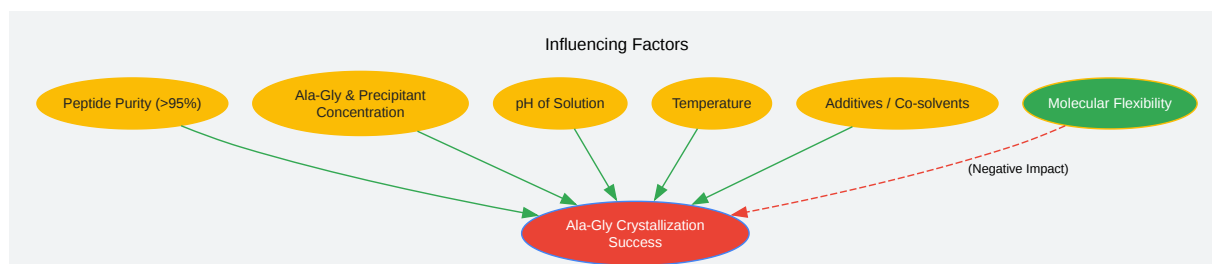 Influencing Factors
Peptide Purity (>95%)
Ala-Gly & Precipitant
Concentration
pH of Solution
Temperature
Additives / Co-solvents
Molecular Flexibility
(Negative Impact)
Ala-Gly Crystallization
Success